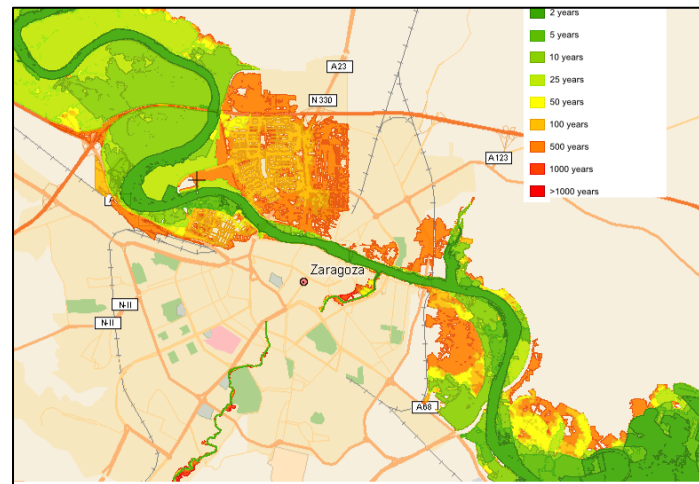 2 years
5 years
10 years
25 years
50 years
100 years
500 years
1000 years
>1000 years
A23
N 330
A123
A
Zaragoza
N-II
N-II
A68